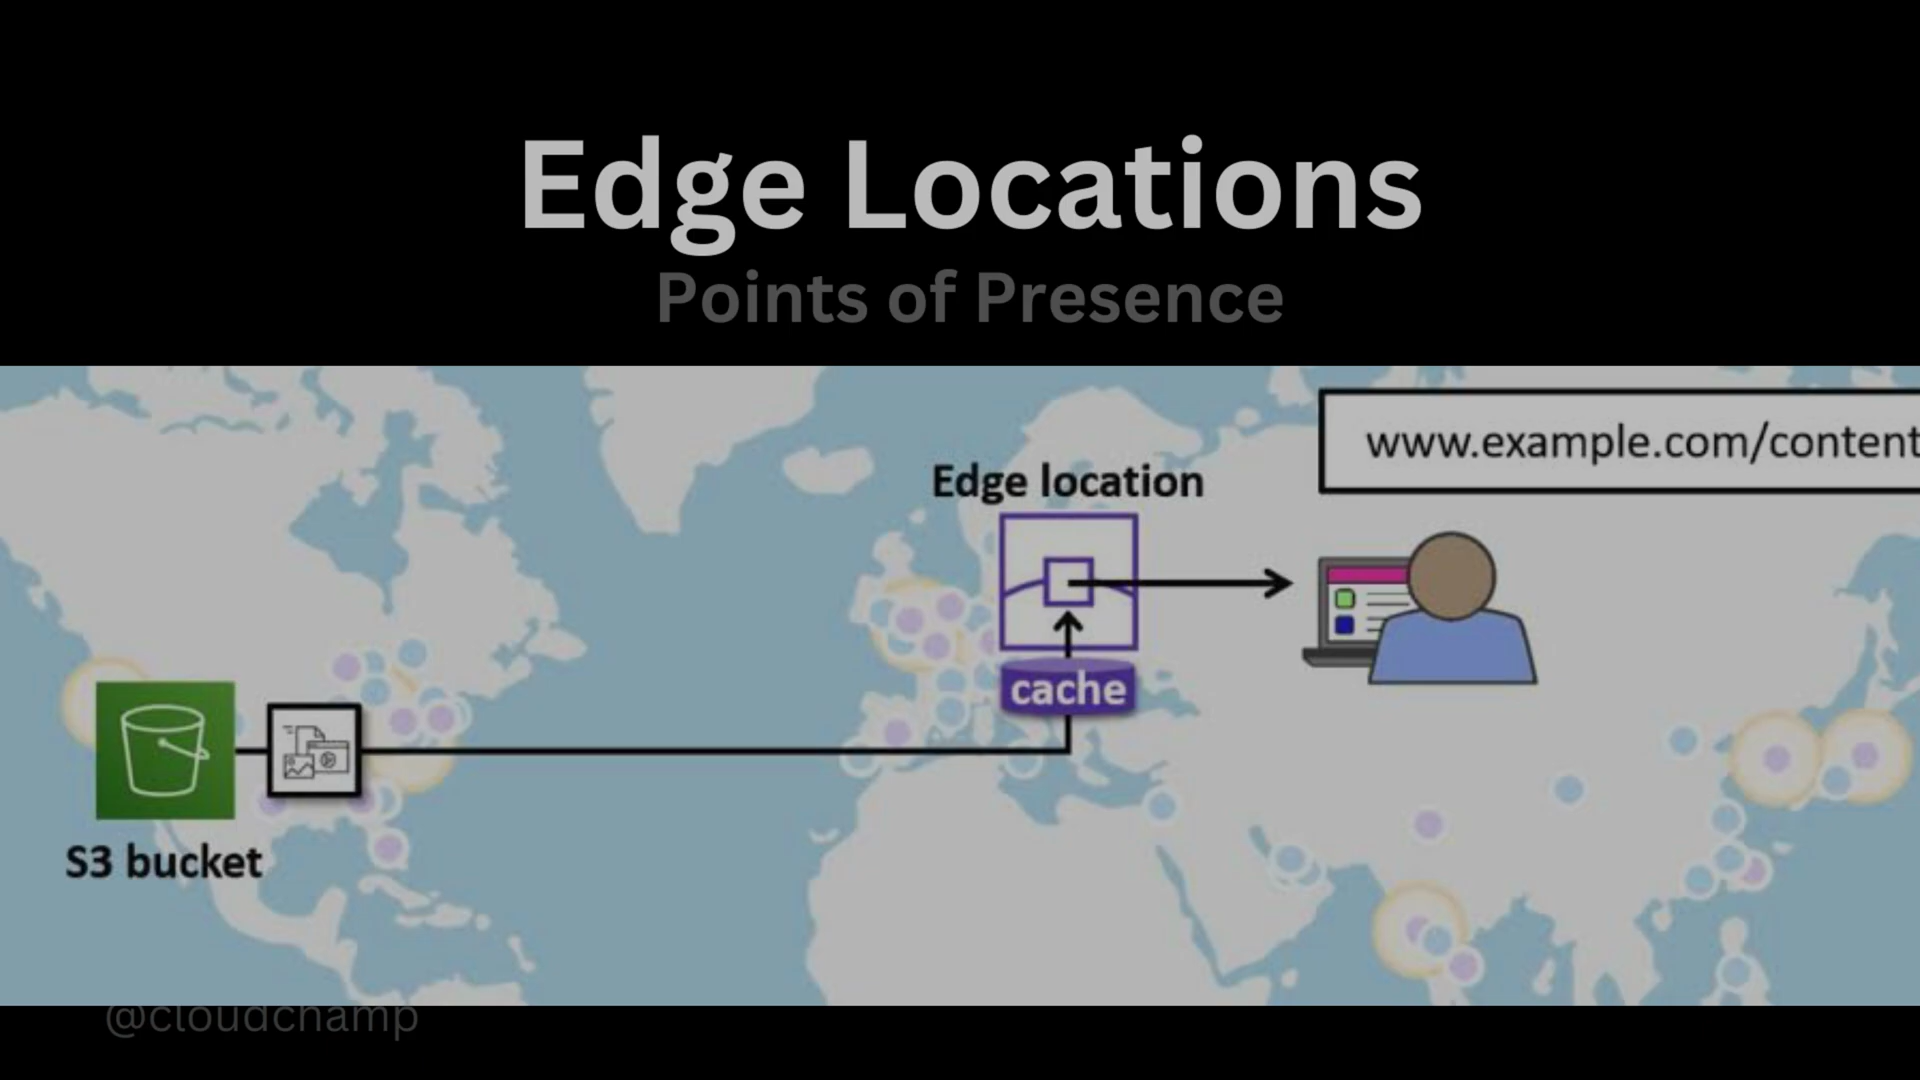 Edge Locations
Points of Presence
www.example.com/content
Edge location
cache
S3 bucket
@cloudchamp